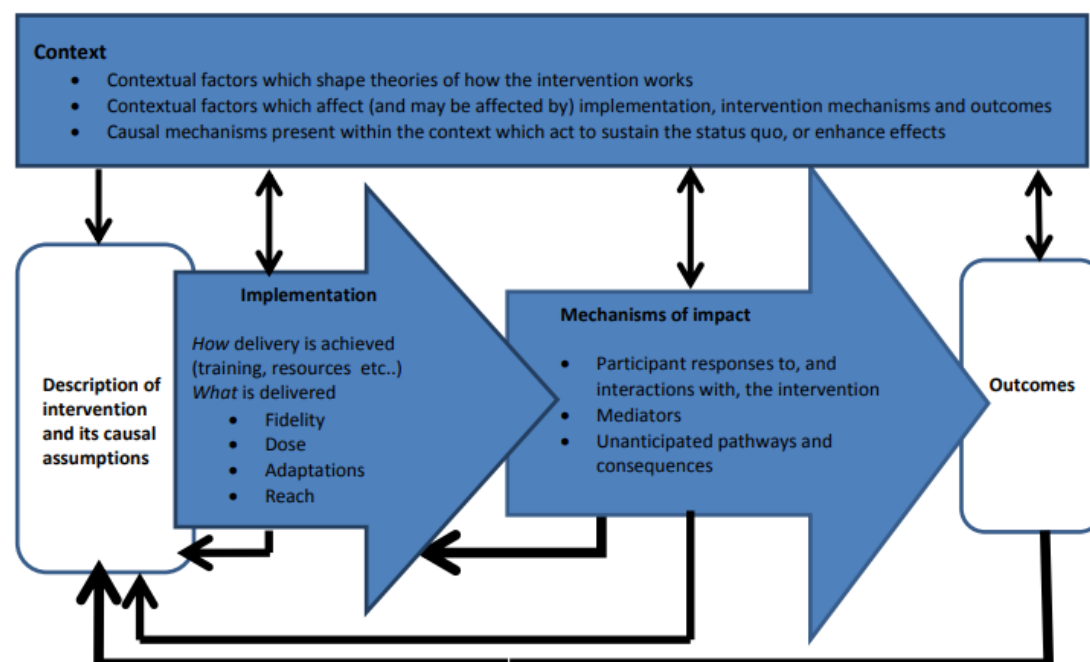 Context
• Contextual factors which shape theories of how the intervention works
• Contextual factors which affect (and may be affected by) implementation, intervention mechanisms and outcomes
• Causal mechanisms present within the context which act to sustain the status quo, or enhance effects
Description of
intervention
and its causal
assumptions
Implementation
How delivery is achieved
(training, resources etc..)
What is delivered
• Fidelity
• Dose
• Adaptations
• Reach
Mechanisms of impact
• Participant responses to, and
interactions with, the intervention
• Mediators
• Unanticipated pathways and
consequences
Outcomes